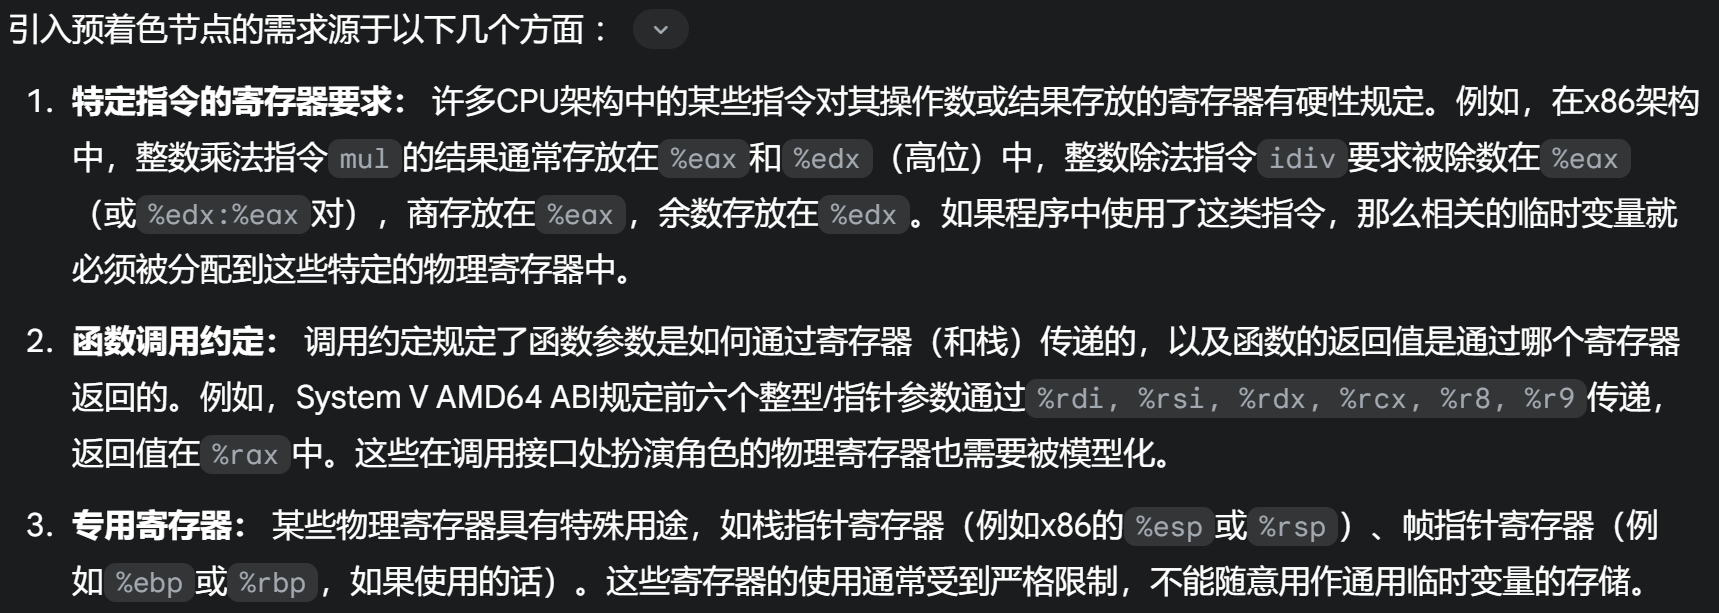 引入预着色节点的需求源于以下几个方面：
1. 特定指令的寄存器要求： 许多CPU架构中的某些指令对其操作数或结果存放的寄存器有硬性规定。例如，在x86架构
中，整数乘法指令 mul 的结果通常存放在 %eax 和 %edx （高位）中，整数除法指令 idiv 要求被除数在 %eax
（或 %edx:%eax 对），商存放在 %eax ，余数存放在 %edx 。如果程序中使用了这类指令，那么相关的临时变量就
必须被分配到这些特定的物理寄存器中。
2. 函数调用约定： 调用约定规定了函数参数是如何通过寄存器（和栈）传递的，以及函数的返回值是通过哪个寄存器
返回的。例如，System V AMD64 ABI规定前六个整型/指针参数通过 %rdi, %rsi, %rdx, %rcx, %r8, %r9 传递，
返回值在 %rax 中。这些在调用接口处扮演角色的物理寄存器也需要被模型化。
3. 专用寄存器： 某些物理寄存器具有特殊用途，如栈指针寄存器（例如x86的 %esp 或 %rsp ）、帧指针寄存器（例
如 %ebp 或 %rbp ，如果使用的话）。这些寄存器的使用通常受到严格限制，不能随意用作通用临时变量的存储。